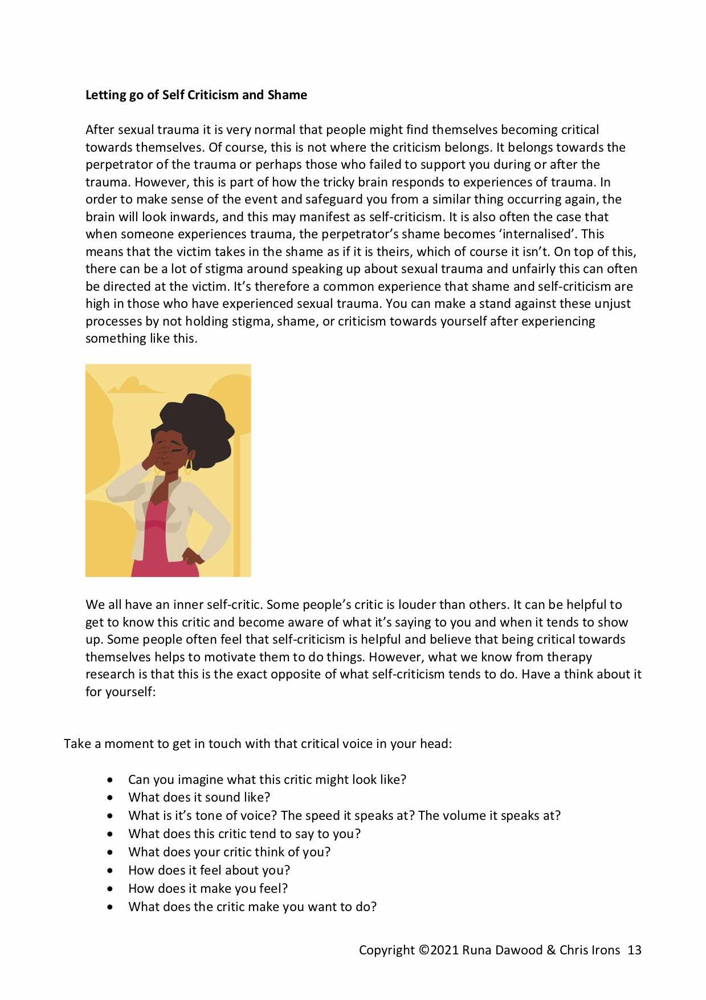 Letting go of Self Criticism and Shame
After sexual trauma it is very normal that people might find themselves becoming critical
towards themselves. Of course, this is not where the criticism belongs. It belongs towards the
perpetrator of the trauma or perhaps those who failed to support you during or after the
trauma. However, this is part of how the tricky brain responds to experiences of trauma. In
order to make sense of the event and safeguard you from a similar thing occurring again, the
brain will look inwards, and this may manifest as self-criticism. It is also often the case that
when someone experiences trauma, the perpetrator’s shame becomes ‘internalised’. This
means that the victim takes in the shame as if it is theirs, which of course it isn’t. On top of this,
there can be a lot of stigma around speaking up about sexual trauma and unfairly this can often
be directed at the victim. It’s therefore a common experience that shame and self-criticism are
high in those who have experienced sexual trauma. You can make a stand against these unjust
processes by not holding stigma, shame, or criticism towards yourself after experiencing
something like this.
We all have an inner self-critic. Some people’s critic is louder than others. It can be helpful to
get to know this critic and become aware of what it’s saying to you and when it tends to show
up. Some people often feel that self-criticism is helpful and believe that being critical towards
themselves helps to motivate them to do things. However, what we know from therapy
research is that this is the exact opposite of what self-criticism tends to do. Have a think about it
for yourself:
Take a moment to get in touch with that critical voice in your head:
• Can you imagine what this critic might look like?
• What does it sound like?
• What is it’s tone of voice? The speed it speaks at? The volume it speaks at?
• What does this critic tend to say to you?
• What does your critic think of you?
• How does it feel about you?
• How does it make you feel?
• What does the critic make you want to do?
Copyright ©2021 Runa Dawood & Chris Irons 13